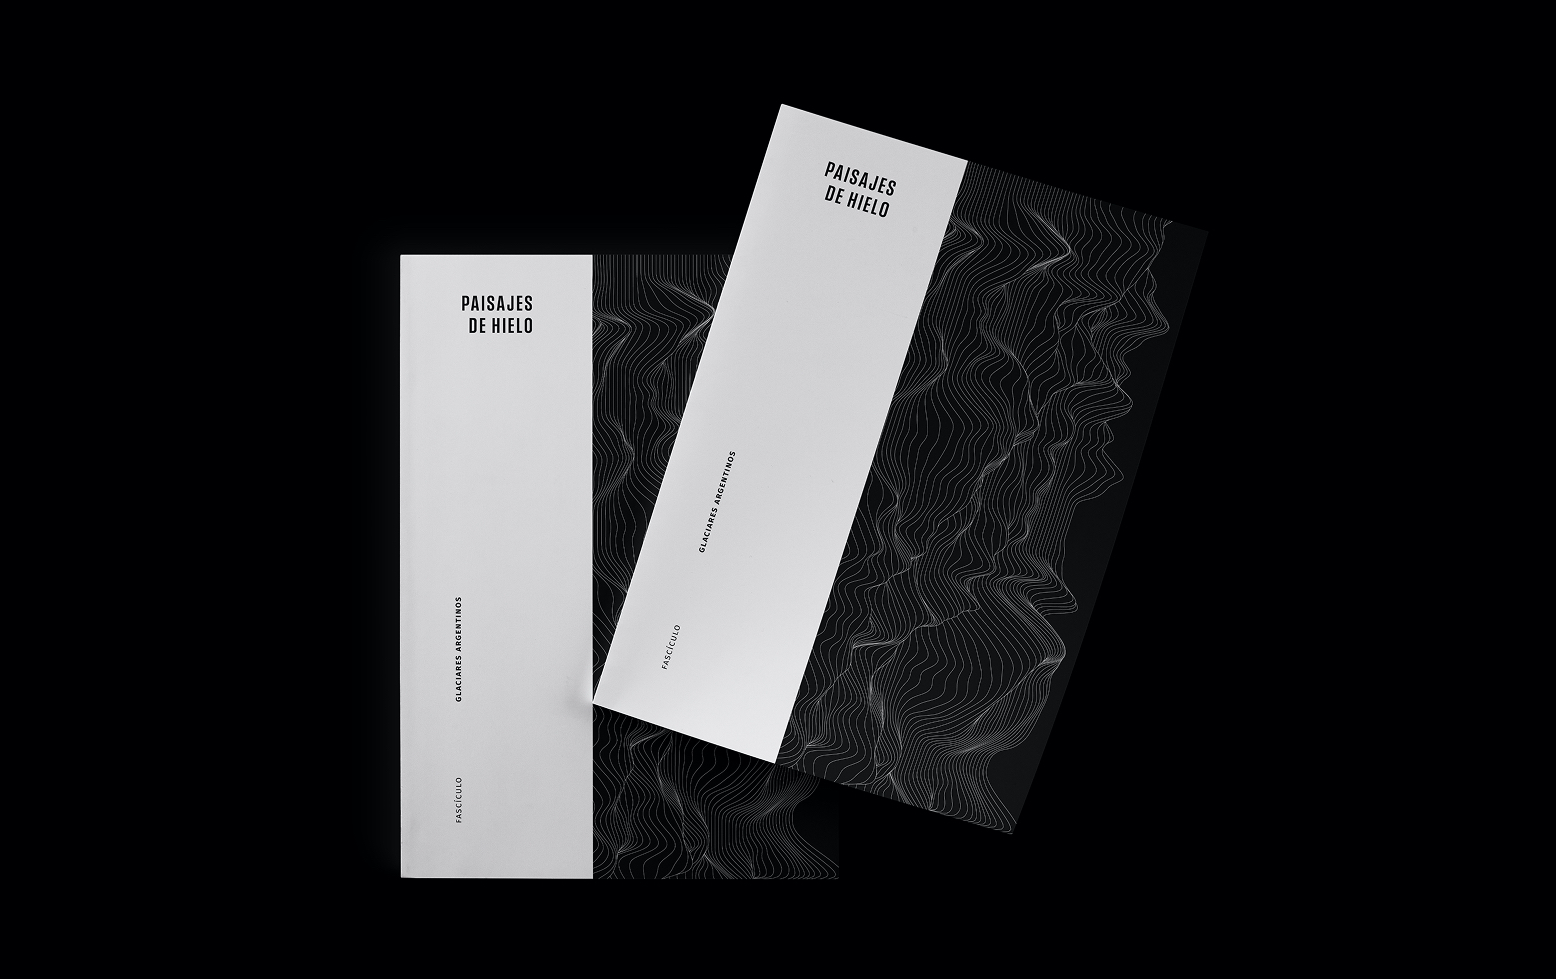 PAISAJES
DE HIELO
GLACIARES ARGENTINOS
FASCÍCULO
PAISAJES
DE HIELO
GLACIARES ARGENTINOS
FASCÍCULO